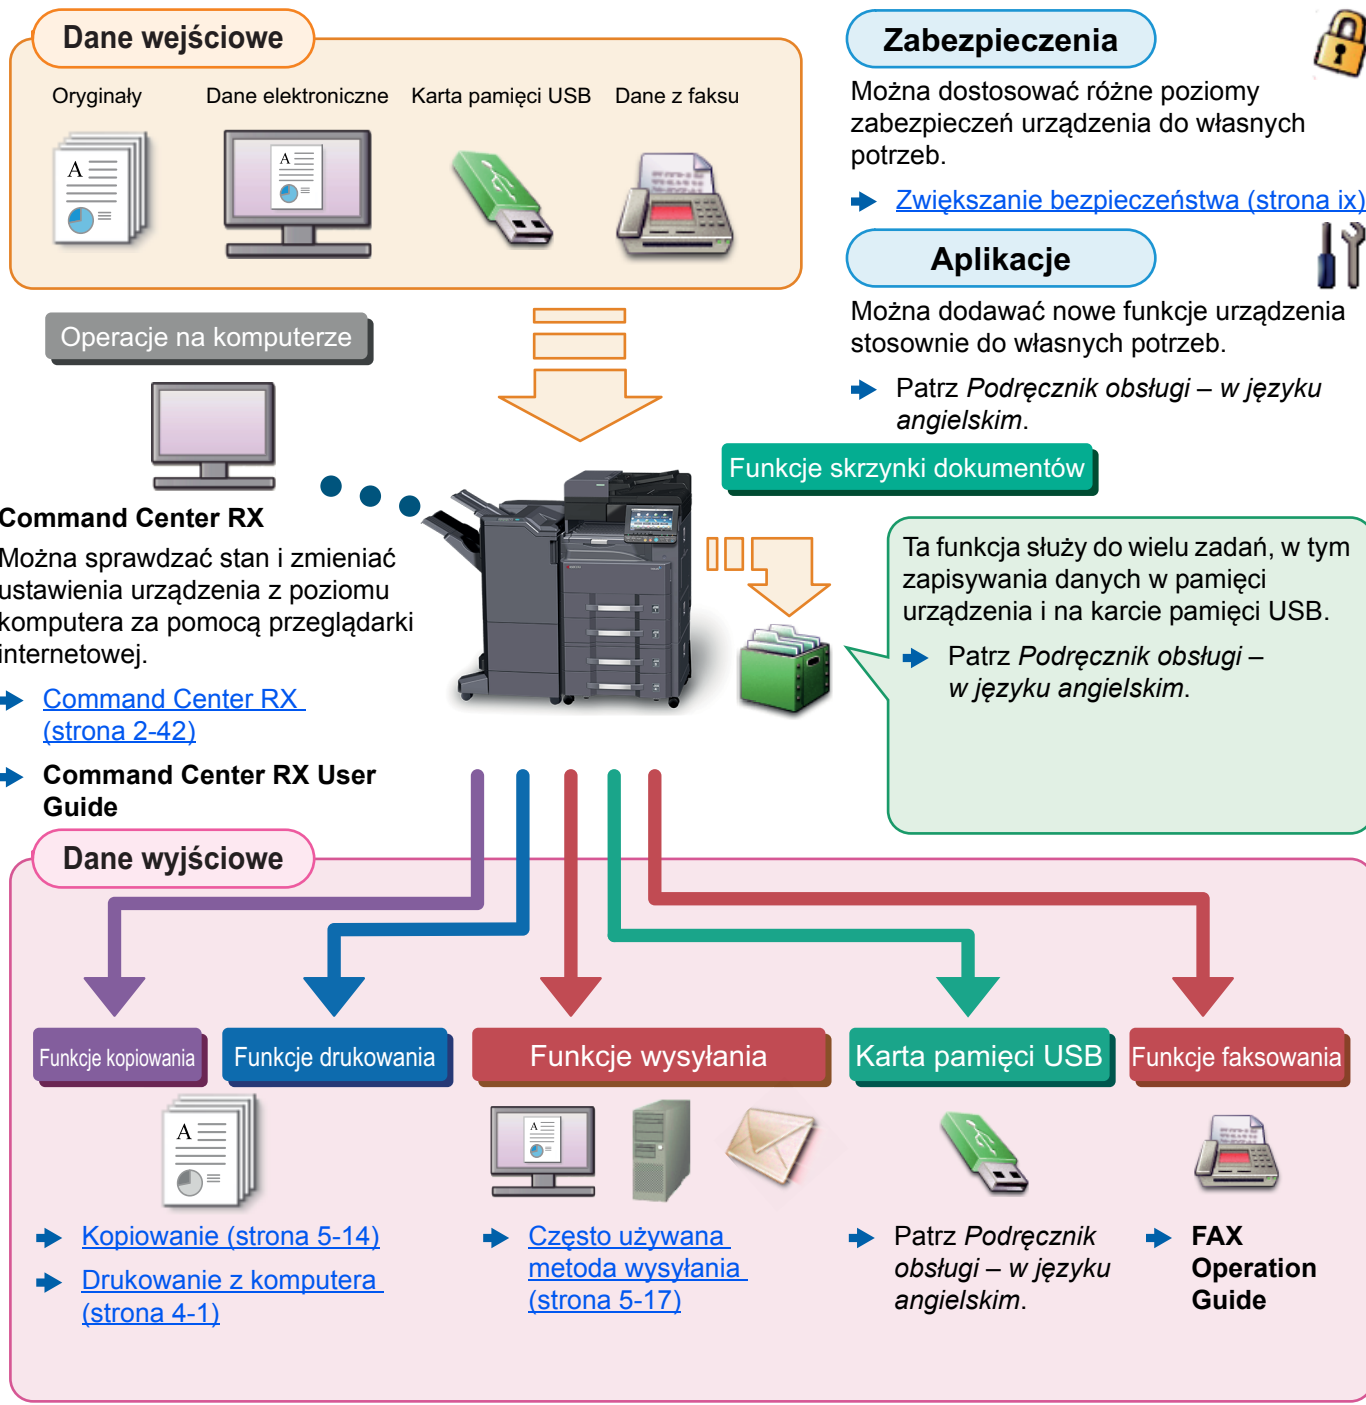 Dane wejściowe
Oryginały
Dane elektroniczne
Karta pamięci USB
Dane z faksu
Zabezpieczenia
Można dostosować różne poziomy
zabezpieczeń urządzenia do własnych
potrzeb.
Zwiększanie bezpieczeństwa (strona ix)
Aplikacje
Można dodawać nowe funkcje urządzenia
stosownie do własnych potrzeb.
Patrz Podręcznik obsługi – w języku
angielskim.
Operacje na komputerze
Command Center RX
Można sprawdzać stan i zmieniać
ustawienia urządzenia z poziomu
komputera za pomocą przeglądarki
internetowej.
Command Center RX
(strona 2-42)
Command Center RX User
Guide
Funkcje skrzynki dokumentów
Ta funkcja służy do wielu zadań, w tym
zapisywania danych w pamięci
urządzenia i na karcie pamięci USB.
Patrz Podręcznik obsługi –
w języku angielskim.
Dane wyjściowe
Funkcje kopiowania
Funkcje drukowania
Funkcje wysyłania
Karta pamięci USB
Funkcje faksowania
Kopiowanie (strona 5-14)
Drukowanie z komputera
(strona 4-1)
Często używana
metoda wysyłania
(strona 5-17)
Patrz Podręcznik
obsługi – w języku
angielskim.
FAX
Operation
Guide